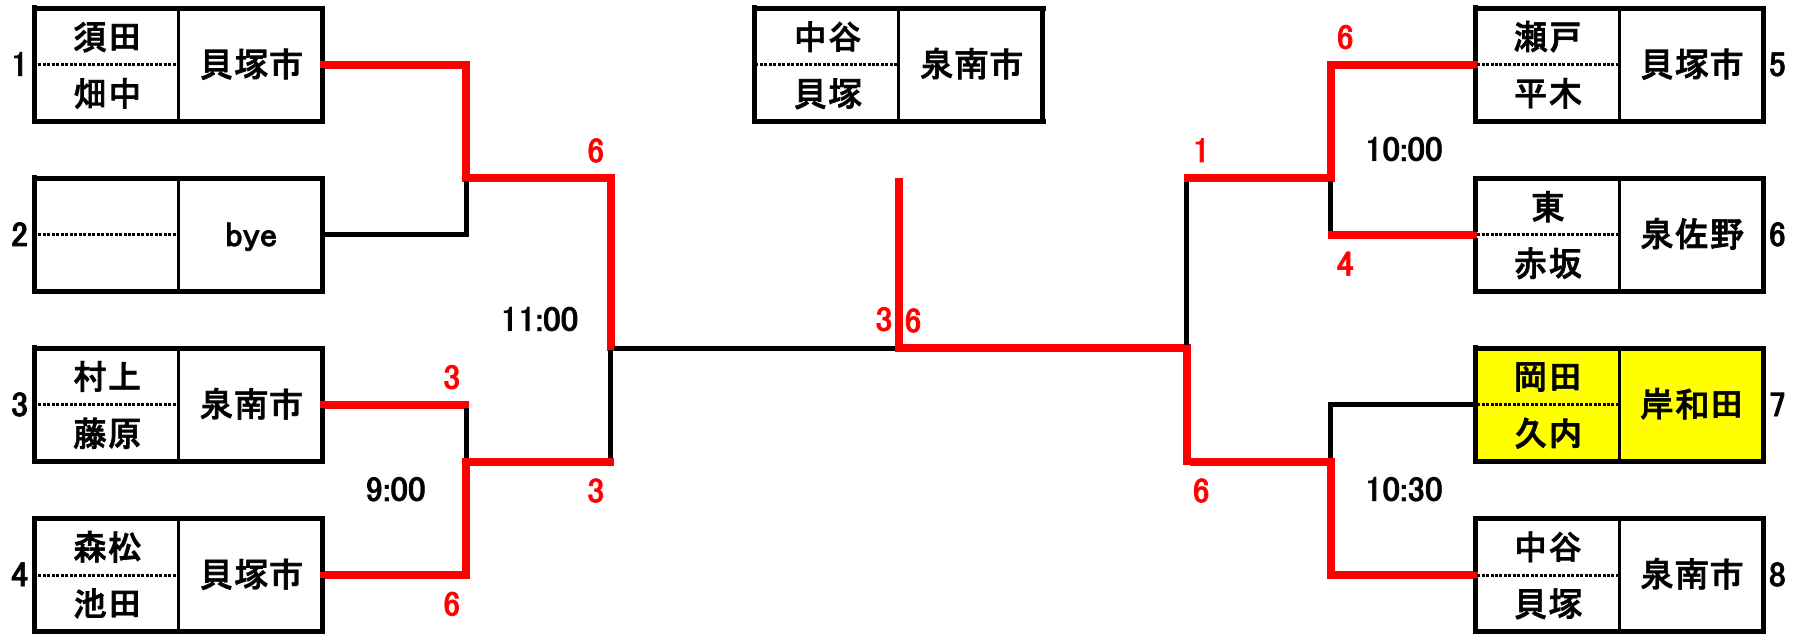 1
須田
畑中
貝塚市
2
bye
3
村上
藤原
泉南市
4
森松
池田
貝塚市
9:00
3
6
11:00
6
3
中谷
貝塚
泉南市
3
6
1
6
6
4
10:00
10:30
瀬戸
平木
貝塚市
5
東
赤坂
泉佐野
6
岡田
久内
岸和田
7
中谷
貝塚
泉南市
8